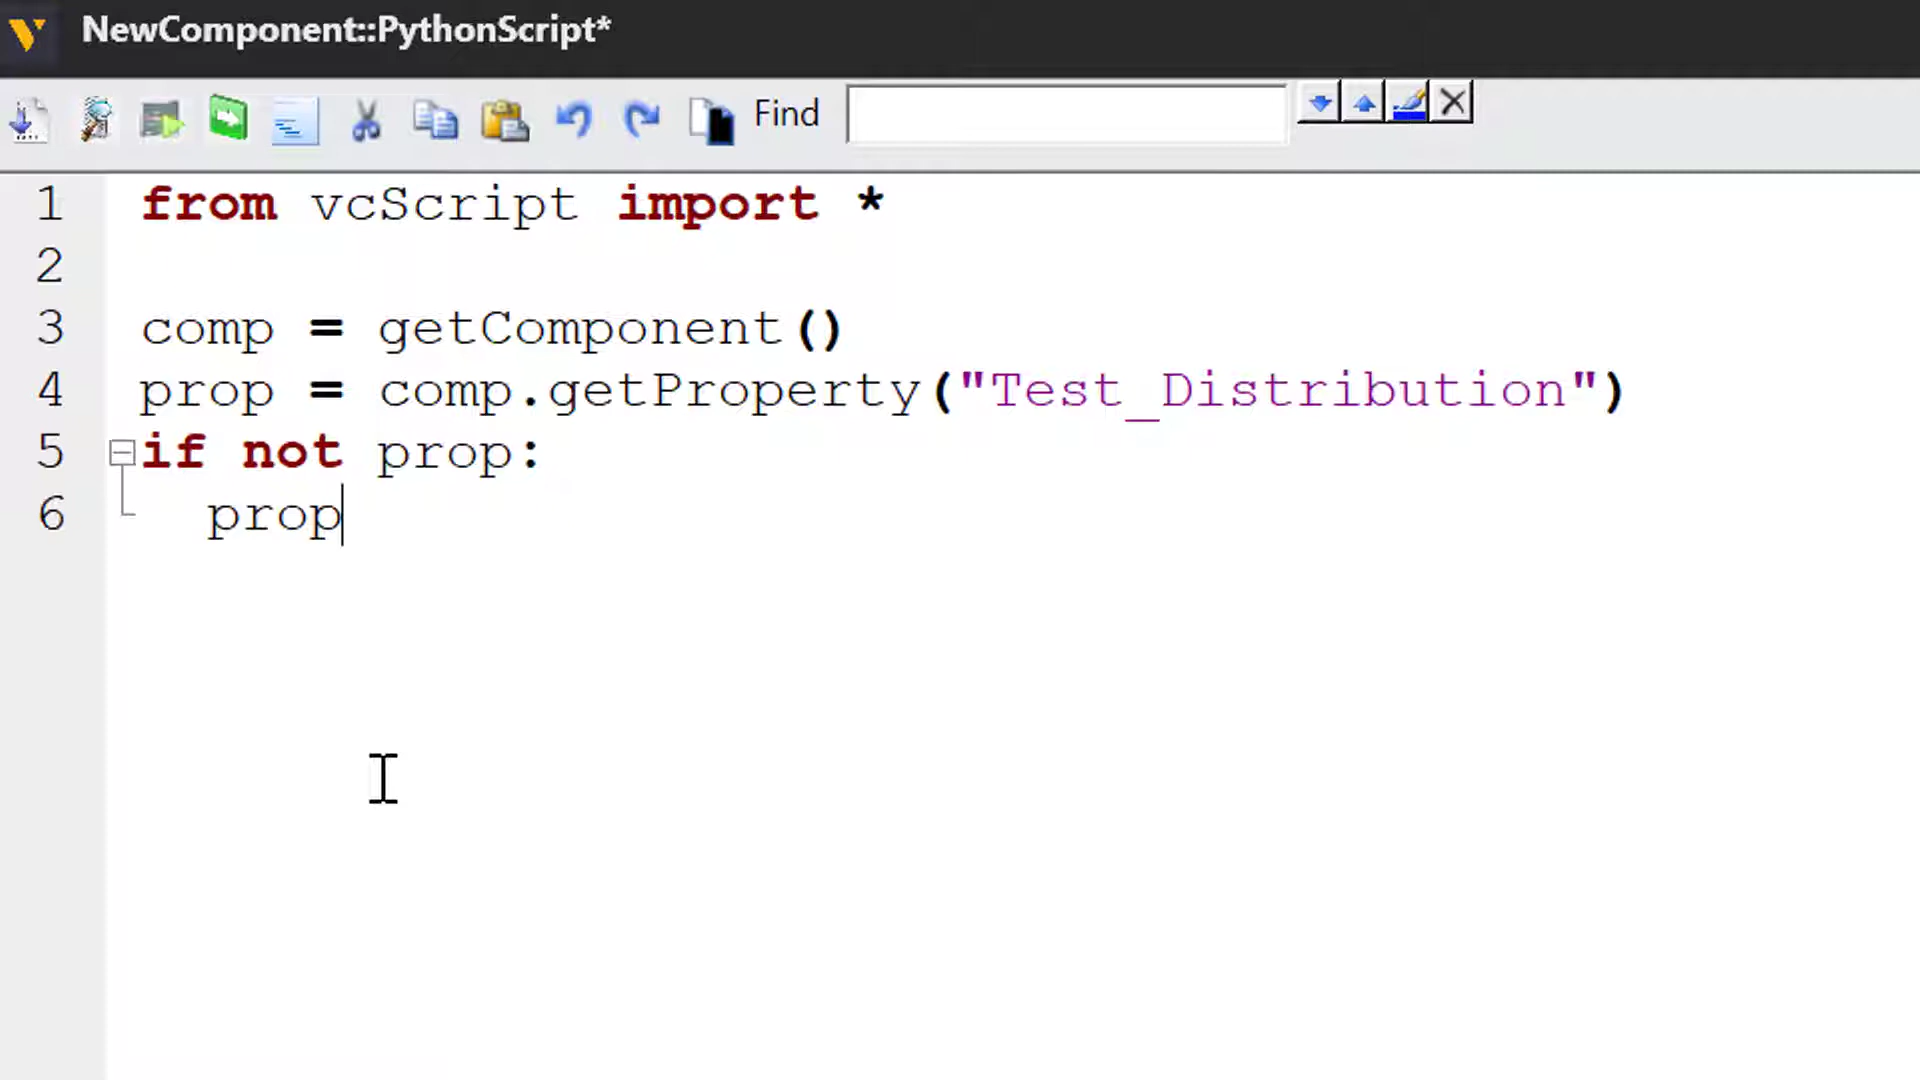 NewComponent::PythonScript*
Find
1 from vcScript import *
2
3 comp = getComponent()
4 prop = comp.getProperty("Test_Distribution")
5 if not prop:
6   prop